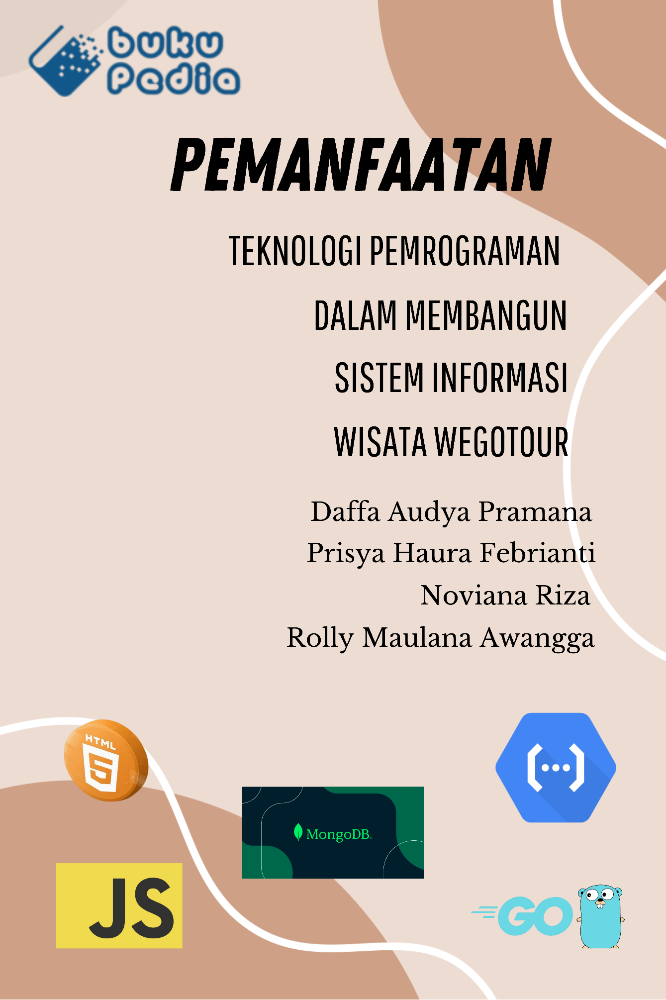 buku
Pedia
PEMANFAATAN
TEKNOLOGI PEMROGRAMAN
DALAM MEMBANGUN
SISTEM INFORMASI
WISATA WEGOTOUR
Daffa Audya Pramana
Prisya Haura Febrianti
Noviana Riza
Rolly Maulana Awangga
HTML
5
MongoDB
JS
GO